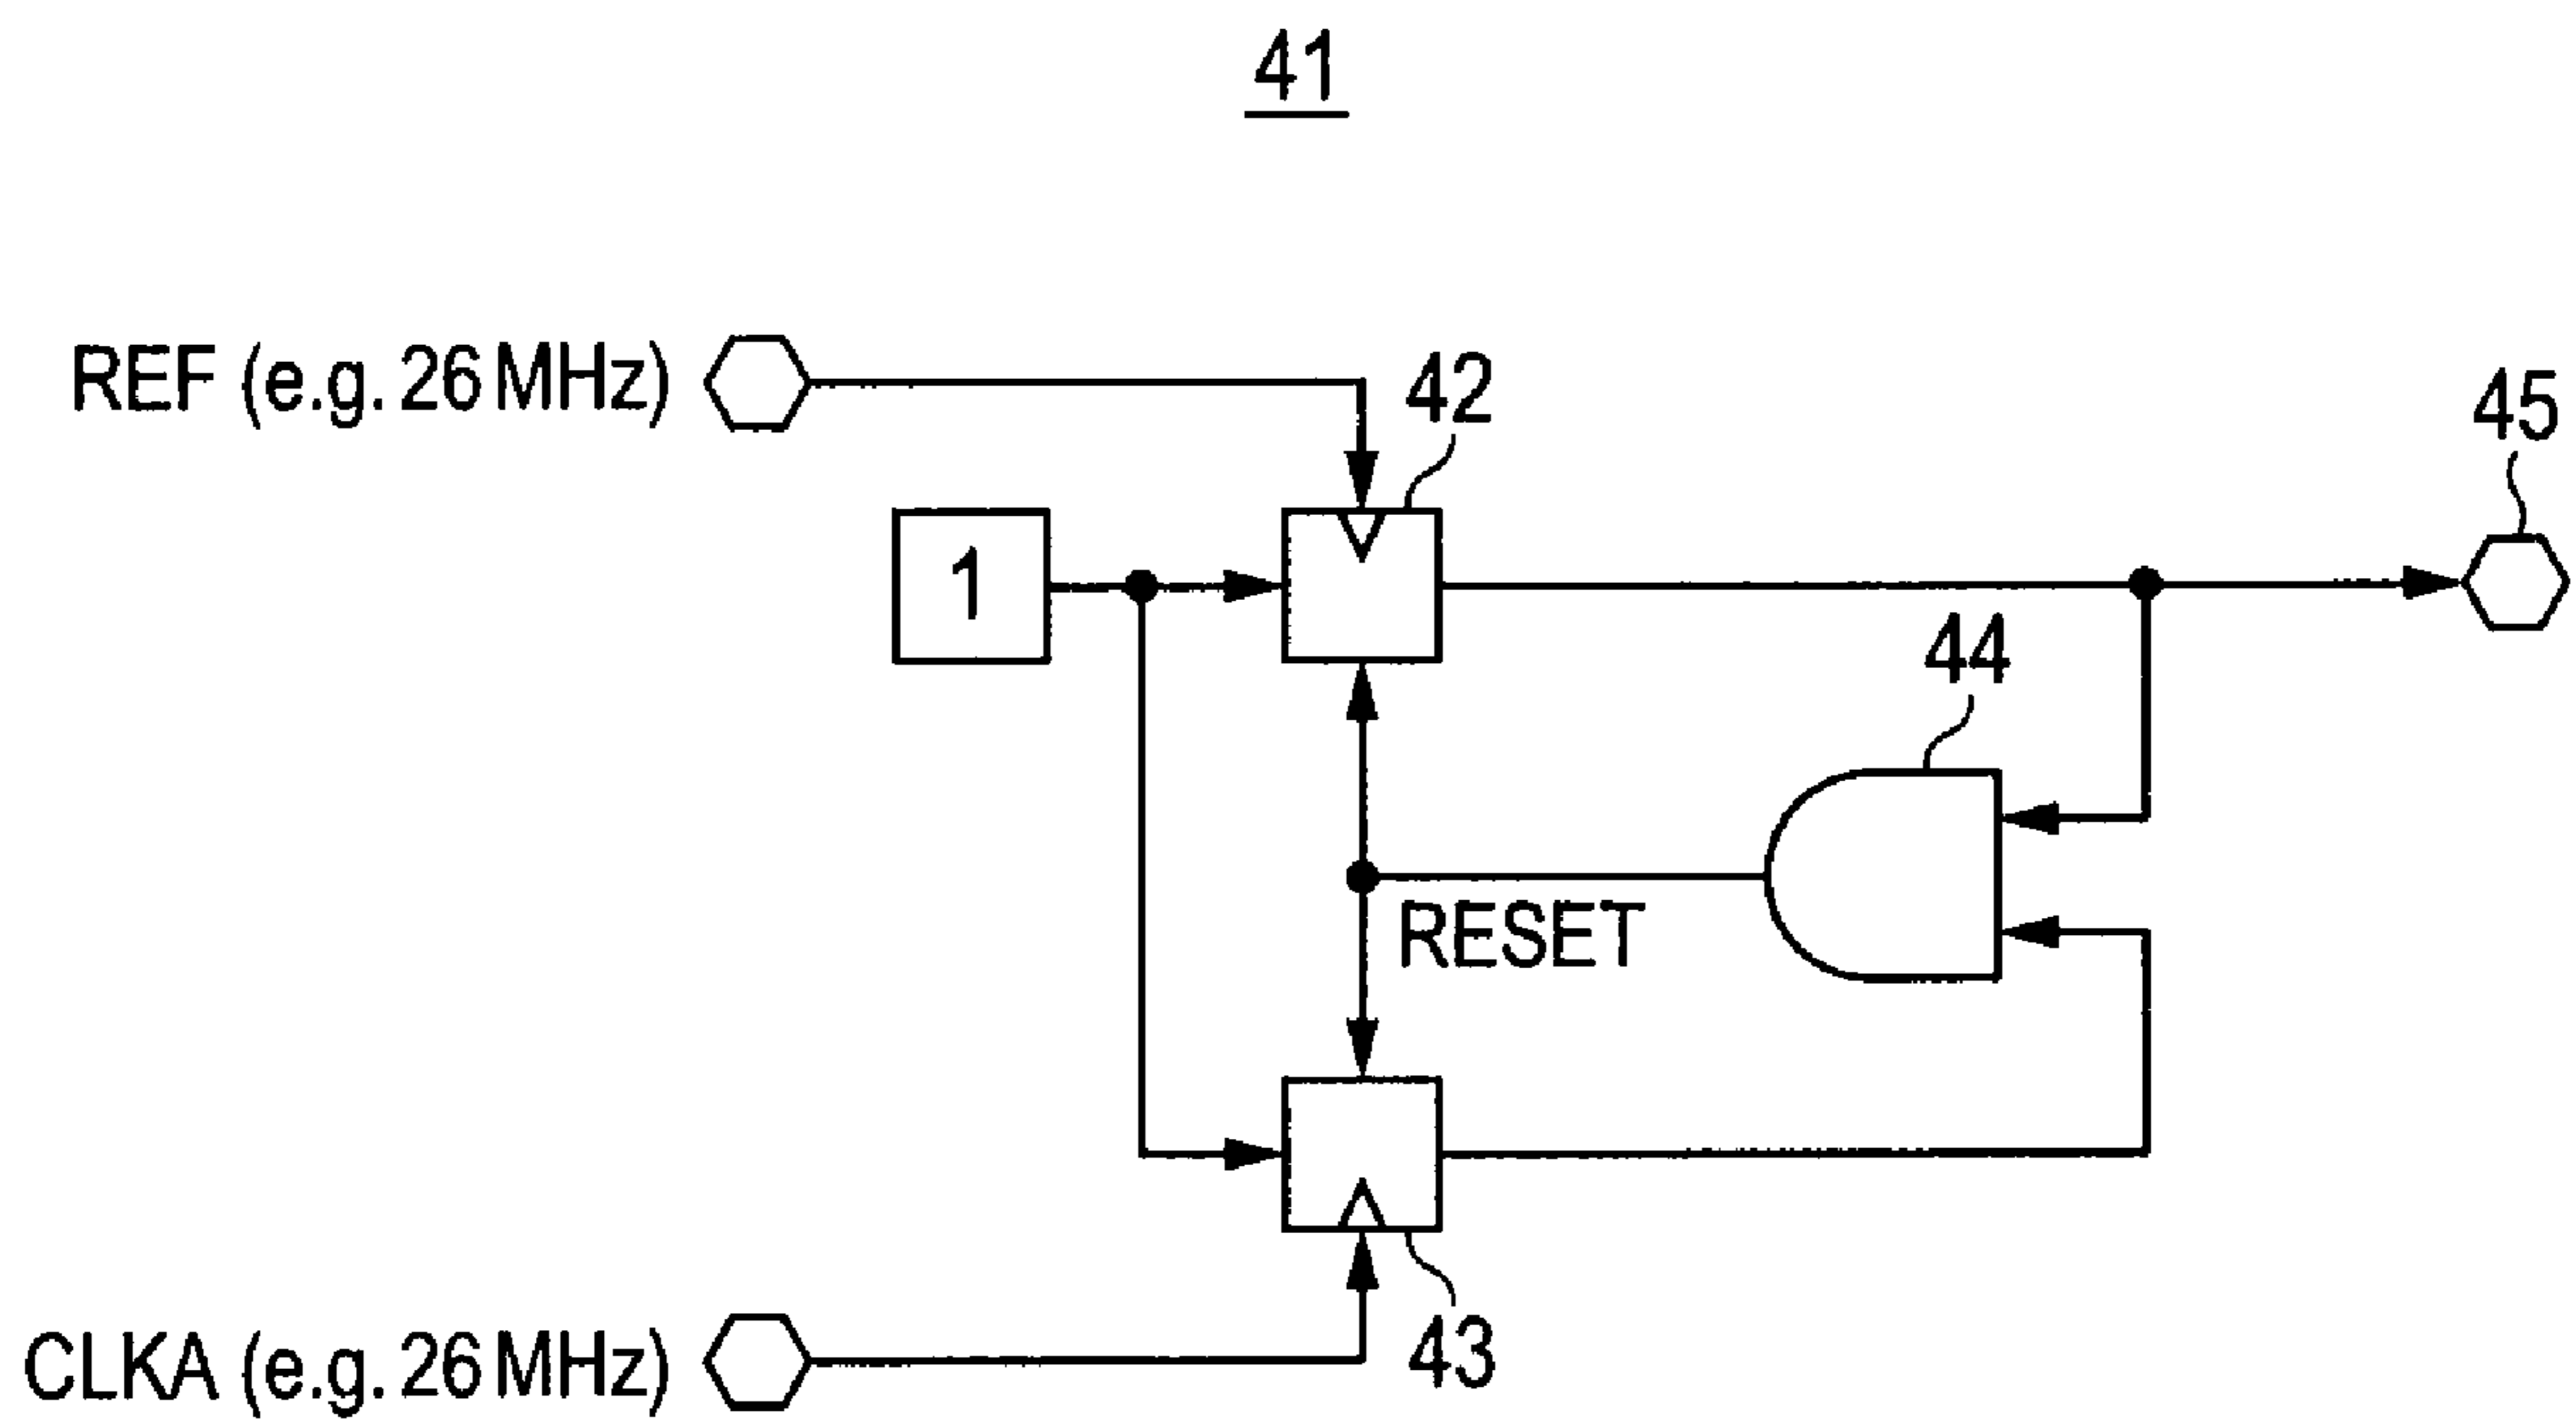 41
REF (e.g. 26 MHz)
42
45
1
44
RESET
43
CLKA (e.g. 26 MHz)